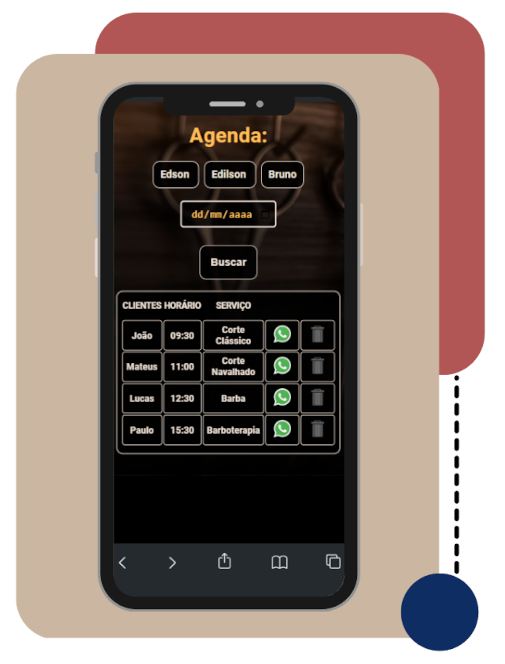 Agenda:
Edson Edilson Bruno
dd/mm/aaaa
Buscar
CLIENTES HORÁRIO SERVIÇO
João 09:30 Corte Clássico
Mateus 11:00 Corte Navalhado
Lucas 12:30 Barba
Paulo 15:30 Barboterapia